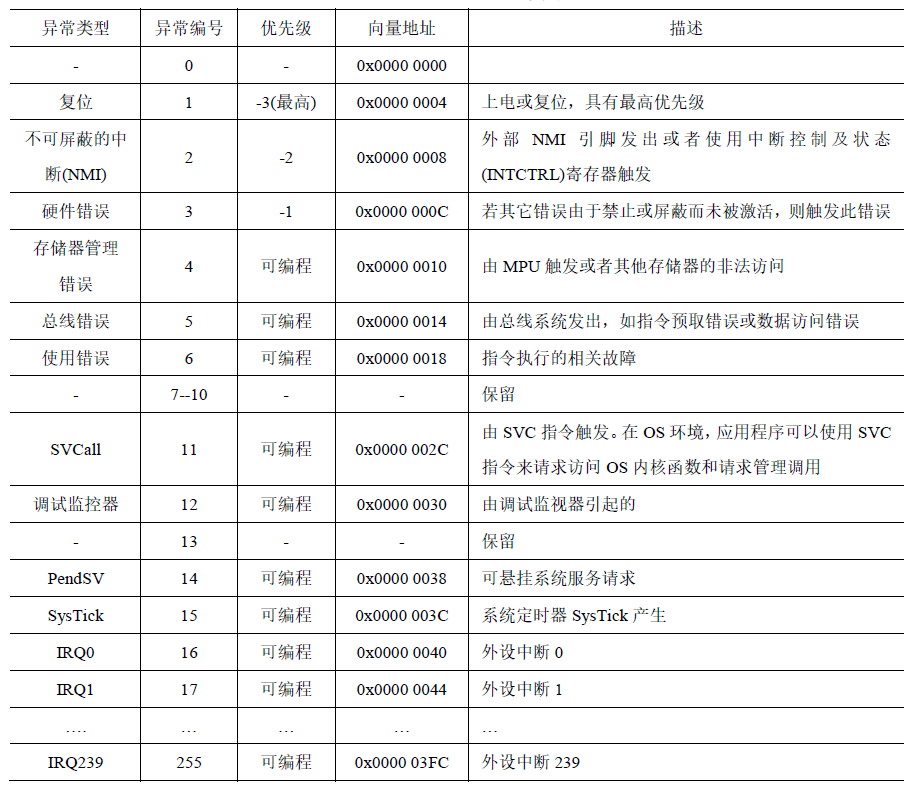 异常类型 异常编号 优先级 向量地址 描述
- 0 - 0x0000 0000
复位 1 -3(最高) 0x0000 0004 上电或复位，具有最高优先级
不可屏蔽的中
断(NMI)
2 -2 0x0000 0008
外部 NMI 引脚发出或者使用中断控制及状态
(INTCTRL)寄存器触发
硬件错误 3 -1 0x0000 000C 若其它错误由于禁止或屏蔽而未被激活，则触发此错误
存储器管理
错误
4 可编程 0x0000 0010 由 MPU 触发或者其他存储器的非法访问
总线错误 5 可编程 0x0000 0014 由总线系统发出，如指令预取错误或数据访问错误
使用错误 6 可编程 0x0000 0018 指令执行的相关故障
- 7--10 - - 保留
SVCall 11 可编程 0x0000 002C
由 SVC 指令触发。在 OS 环境，应用程序可以使用 SVC
指令来请求访问 OS 内核函数和请求管理调用
调试监控器 12 可编程 0x0000 0030 由调试监视器引起的
- 13 - - 保留
PendSV 14 可编程 0x0000 0038 可悬挂系统服务请求
SysTick 15 可编程 0x0000 003C 系统定时器 SysTick 产生
IRQ0 16 可编程 0x0000 0040 外设中断 0
IRQ1 17 可编程 0x0000 0044 外设中断 1
…. … … … …
IRQ239 255 可编程 0x0000 03FC 外设中断 239